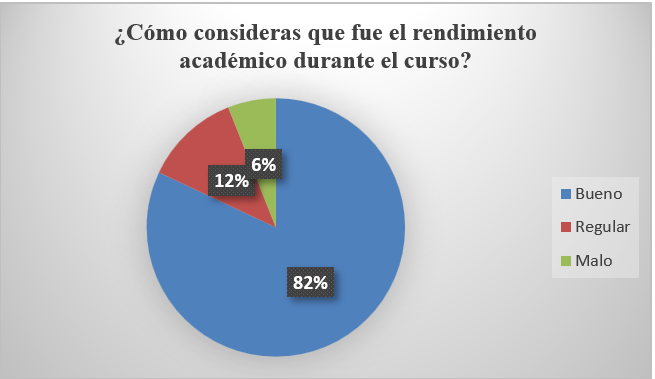 ¿Cómo consideras que fue el rendimiento
académico durante el curso?
6%
12%
82%
Bueno
Regular
Malo